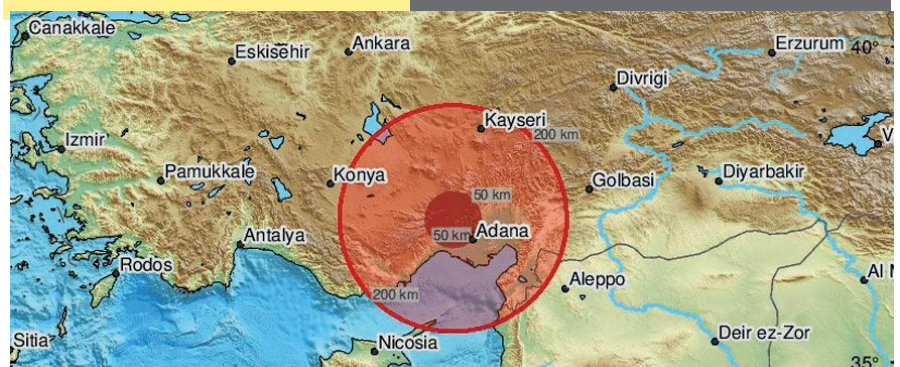 Canakkale
Eskisehir
Ankara
Erzurum
40°
Divrigi
Kayseri
200 km
Izmir
Pamukkale
Konya
Golbasi
Diyarbakir
V
50 km
50 km
Adana
Antalya
Rodos
200 km
Aleppo
Al M
Sitia
Nicosia
Deir ez-Zor
35°